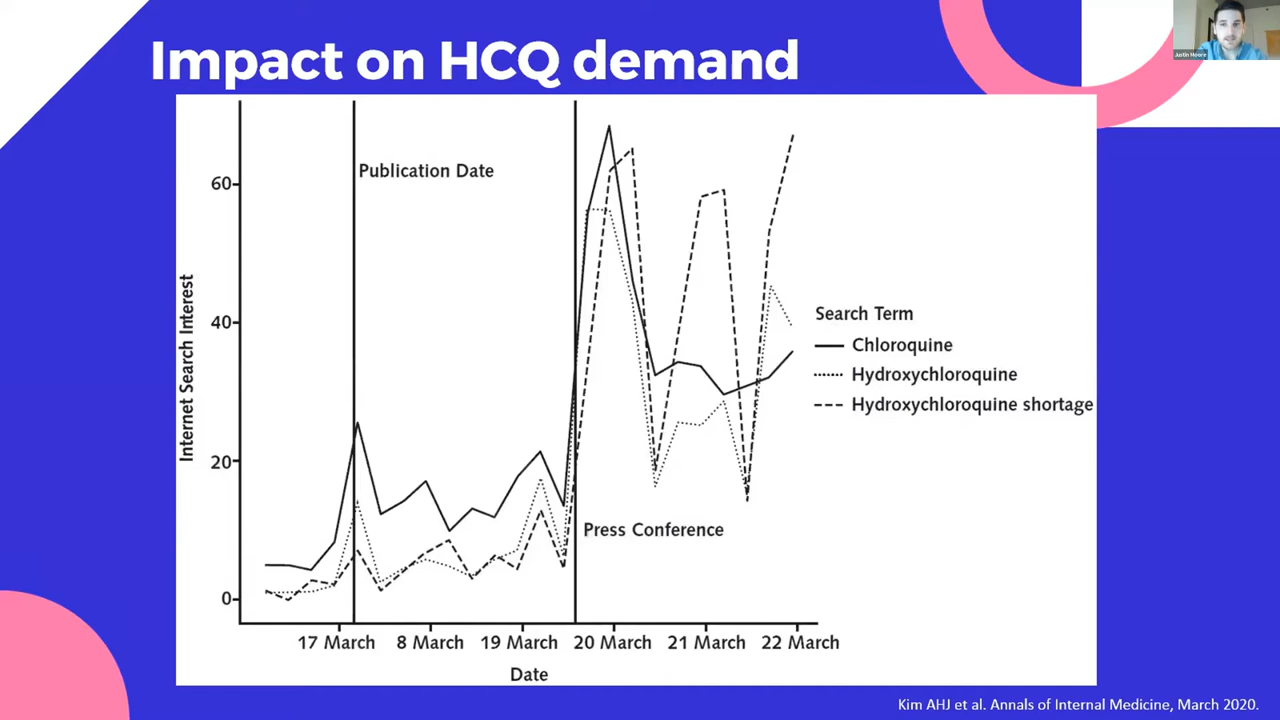 Impact on HCQ demand
Justin Moore
Publication Date
60
40
20
0
Internet Search Interest
Press Conference
Search Term
Chloroquine
Hydroxychloroquine
Hydroxychloroquine shortage
17 March
8 March
19 March
20 March
21 March
22 March
Date
Kim AHJ et al. Annals of Internal Medicine, March 2020.